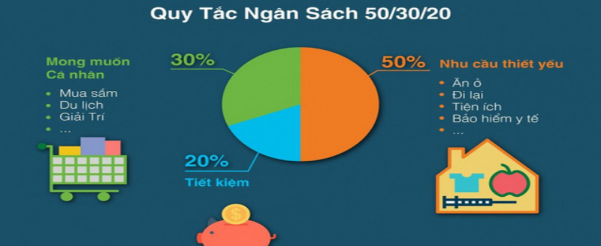 Quy Tắc Ngân Sách 50/30/20
Mong muốn
Cá nhân
• Mua sắm
• Du lịch
• Giải Trí
• ...
30%
50%
Nhu cầu thiết yếu
• Ăn ở
• Đi lại
• Tiện ích
• Bảo hiểm y tế
• ...
20%
Tiết kiệm
$